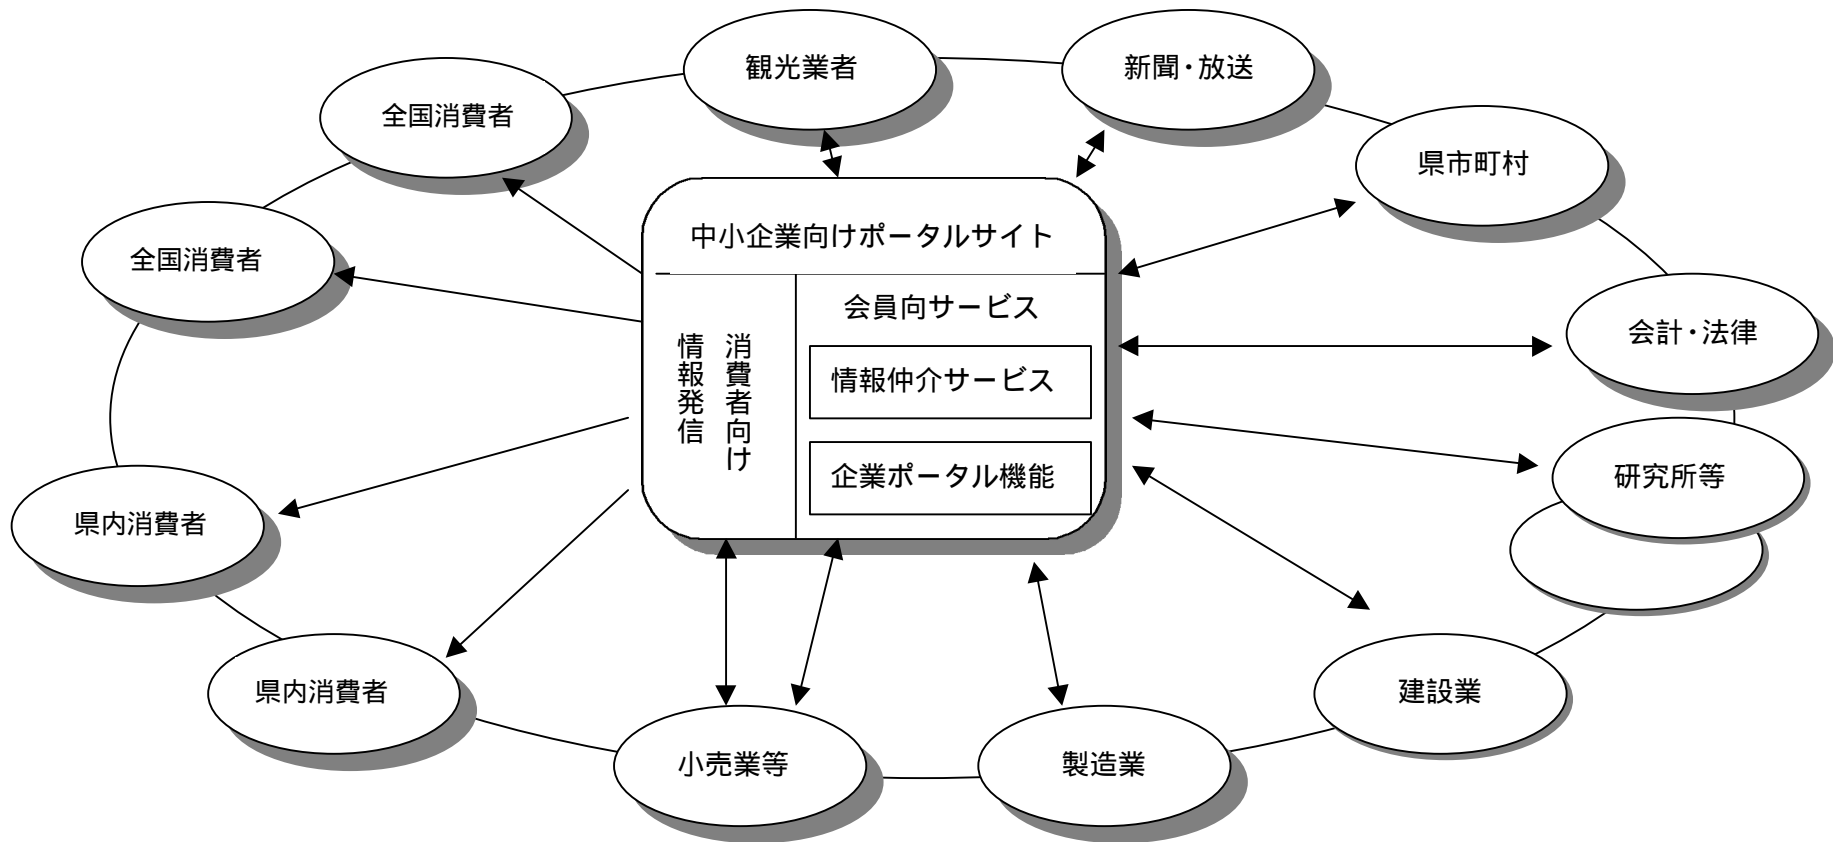 観光業者
新聞・放送
全国消費者
県市町村
全国消費者
中小企業向けポータルサイト
会計・法律
会員向サービス
消費者向け
情報発信
情報仲介サービス
企業ポータル機能
研究所等
県内消費者
県内消費者
建設業
小売業等
製造業